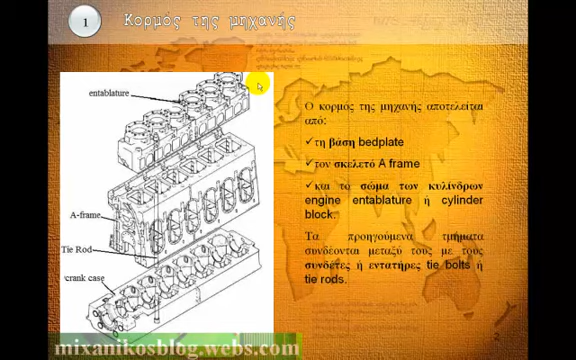 1
Κορμός της μηχανής
entablature
A-frame
Tie Rod
crank case
Ο κορμος της μηχανής αποτελείται
από:
✓τη βάση bedplate
✓τον σκελετό A frame
✓και το σώμα των κυλίνδρων
engine entablature ή cylinder
block.
Τα προηγούμενα τμήματα
συνδέονται μεταξύ τους με τους
συνδέτες ή εντατήρες tie bolts ή
tie rods.
2
mixanikosblog.webs.com